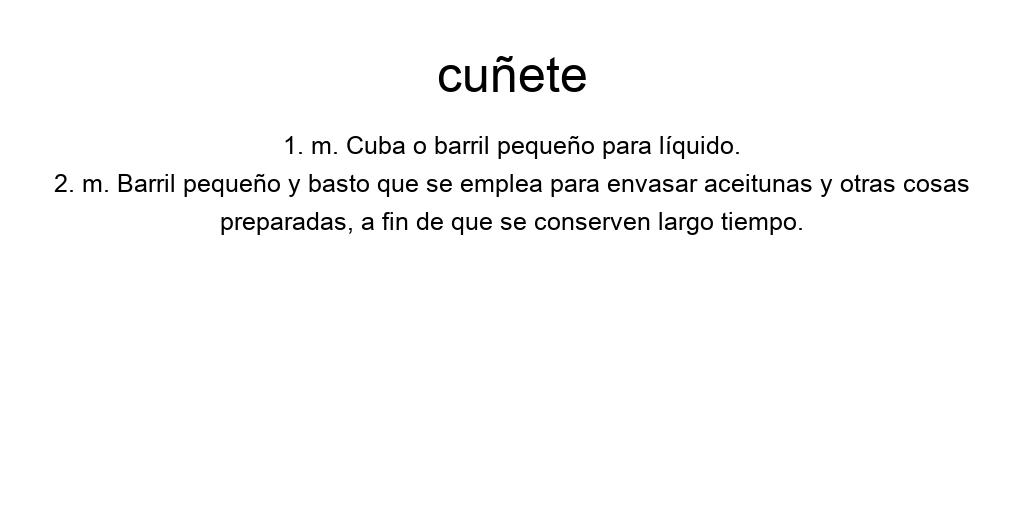 cuñete
1. m. Cuba o barril pequeño para líquido.
2. m. Barril pequeño y basto que se emplea para envasar aceitunas y otras cosas
preparadas, a fin de que se conserven largo tiempo.